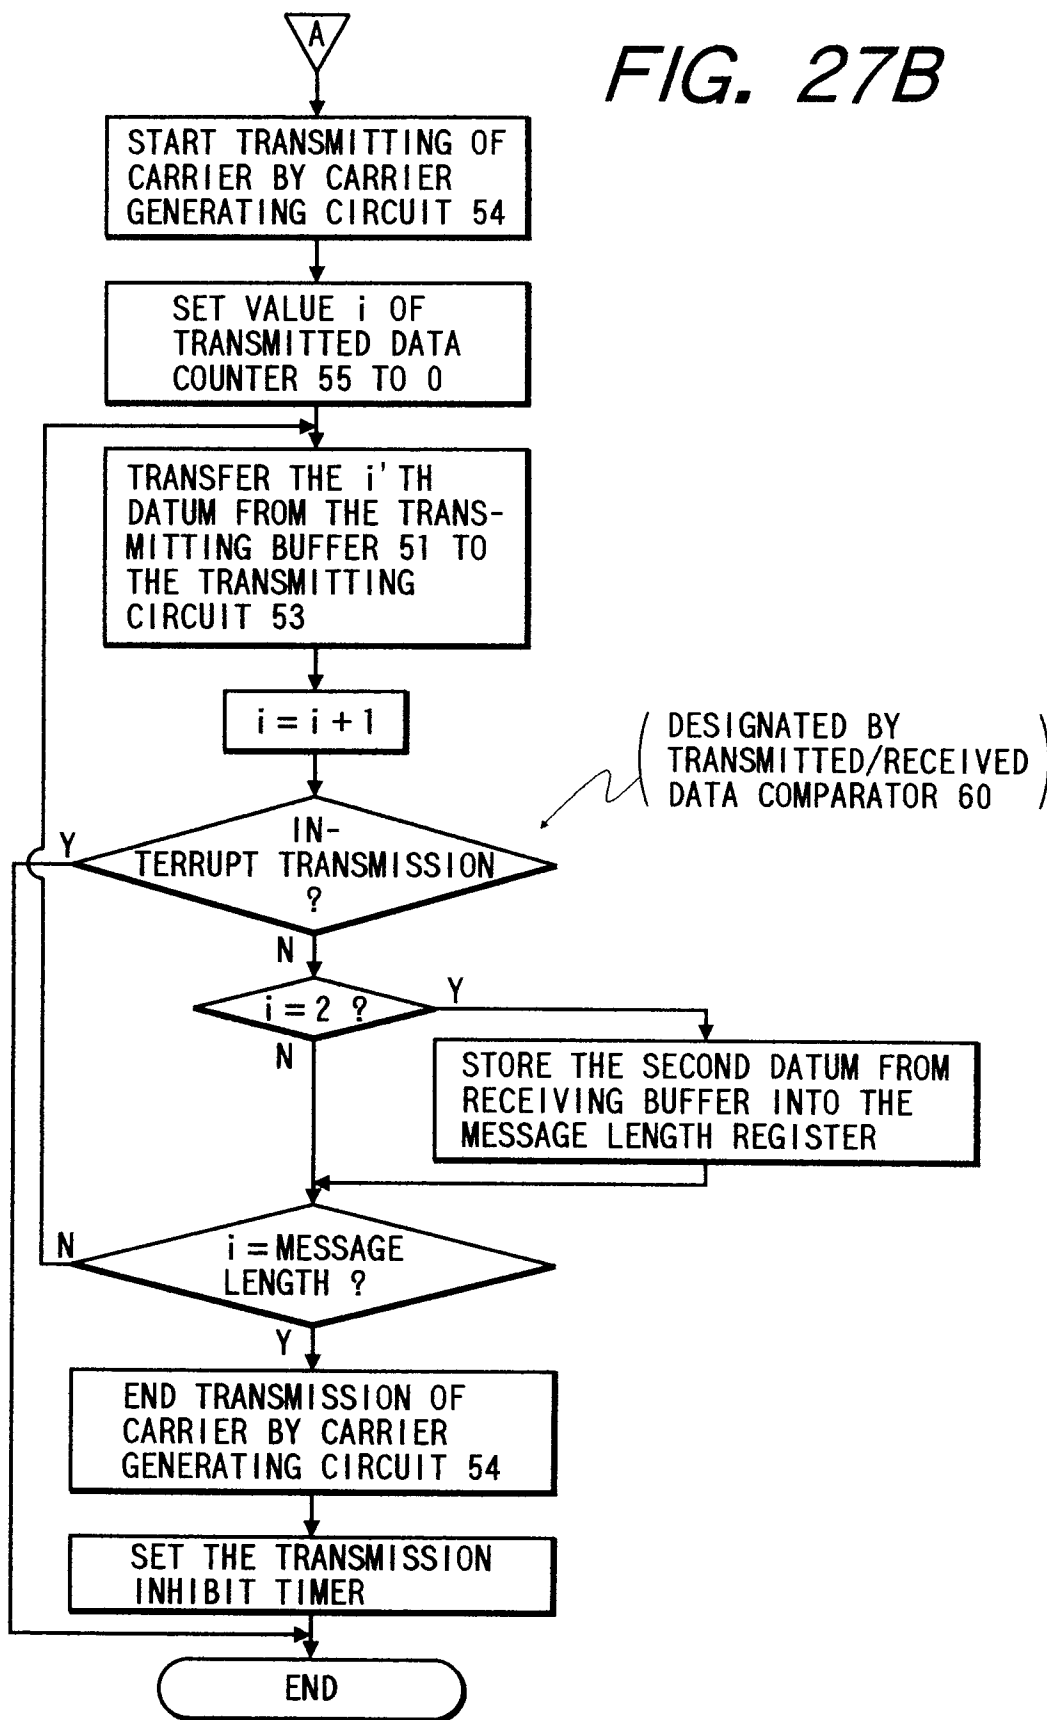 A
FIG. 27B
START TRANSMITTING OF
CARRIER BY CARRIER
GENERATING CIRCUIT 54
SET VALUE i OF
TRANSMITTED DATA
COUNTER 55 TO 0
TRANSFER THE i'TH
DATUM FROM THE TRANS-
MITTING BUFFER 51 TO
THE TRANSMITTING
CIRCUIT 53
i = i + 1
( DESIGNATED BY
TRANSMITTED/RECEIVED
DATA COMPARATOR 60 )
Y
IN-
TERRUPT TRANSMISSION
?
N
i = 2 ?
Y
N
STORE THE SECOND DATUM FROM
RECEIVING BUFFER INTO THE
MESSAGE LENGTH REGISTER
N
i = MESSAGE
LENGTH ?
Y
END TRANSMISSION OF
CARRIER BY CARRIER
GENERATING CIRCUIT 54
SET THE TRANSMISSION
INHIBIT TIMER
END